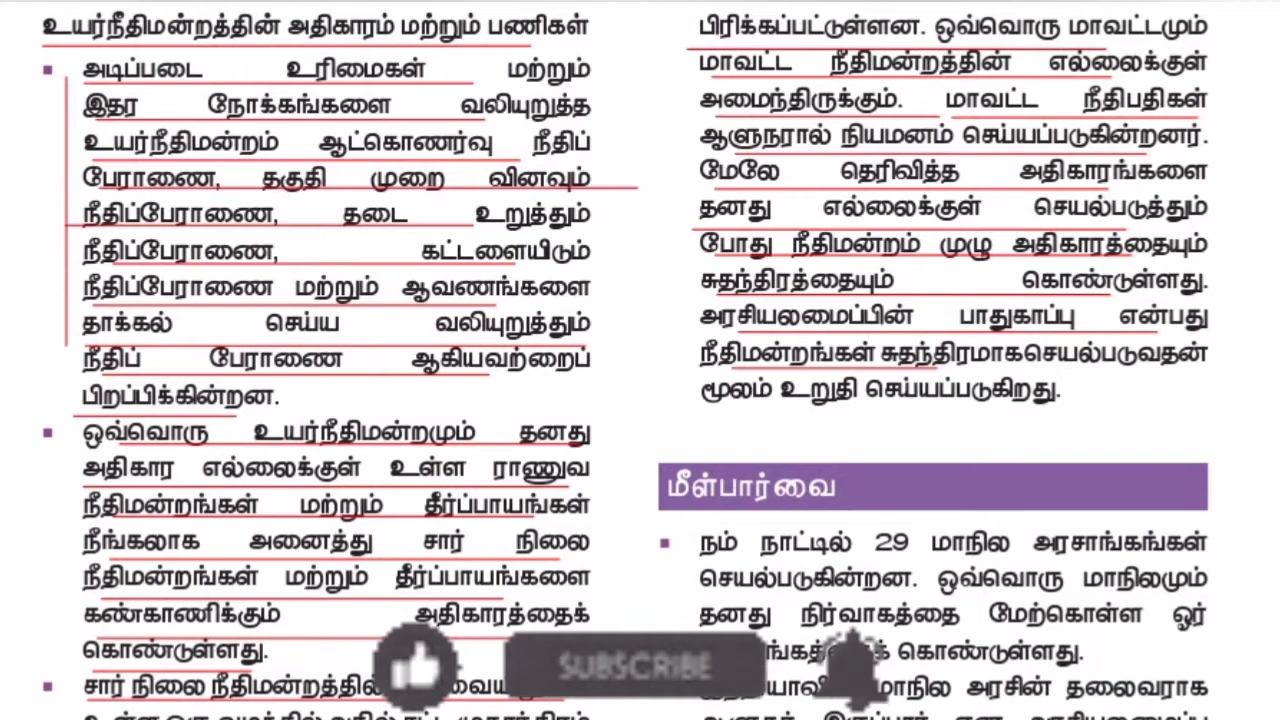 உயர்நீதிமன்றத்தின் அதிகாரம் மற்றும் பணிகள்
▪ அடிப்படை உரிமைகள் மற்றும்
இதர நோக்கங்களை வலியுறுத்த
உயர்நீதிமன்றம் ஆட்கொணர்வு நீதிப்
பேராணை, தகுதி முறை வினவும்
நீதிப்பேராணை, தடை உறுத்தும்
நீதிப்பேராணை, கட்டளையிடும்
நீதிப்பேராணை மற்றும் ஆவணங்களை
தாக்கல் செய்ய வலியுறுத்தும்
நீதிப் பேராணை ஆகியவற்றைப்
பிறப்பிக்கின்றன.
▪ ஒவ்வொரு உயர்நீதிமன்றமும் தனது
அதிகார எல்லைக்குள் உள்ள ராணுவ
நீதிமன்றங்கள் மற்றும் தீர்ப்பாயங்கள்
நீங்கலாக அனைத்து சார் நிலை
நீதிமன்றங்கள் மற்றும் தீர்ப்பாயங்களை
கண்காணிக்கும் அதிகாரத்தைக்
கொண்டுள்ளது.
▪ சார் நிலை
பிரிக்கப்பட்டுள்ளன. ஒவ்வொரு மாவட்டமும்
மாவட்ட நீதிமன்றத்தின் எல்லைக்குள்
அமைந்திருக்கும். மாவட்ட நீதிபதிகள்
ஆளுநரால் நியமனம் செய்யப்படுகின்றனர்.
மேலே தெரிவித்த அதிகாரங்களை
தனது எல்லைக்குள் செயல்படுத்தும்
போது நீதிமன்றம் முழு அதிகாரத்தையும்
சுதந்திரத்தையும் கொண்டுள்ளது.
அரசியலமைப்பின் பாதுகாப்பு என்பது
நீதிமன்றங்கள் சுதந்திரமாகசெயல்படுவதன்
மூலம் உறுதி செய்யப்படுகிறது.
மீள்பார்வை
▪ நம் நாட்டில் 29 மாநில அரசாங்கங்கள்
செயல்படுகின்றன. ஒவ்வொரு மாநிலமும்
தனது நிர்வாகத்தை மேற்கொள்ள ஓர்
கொண்டுள்ளது.
மாநில அரசின் தலைவராக
SUBSCRIBE